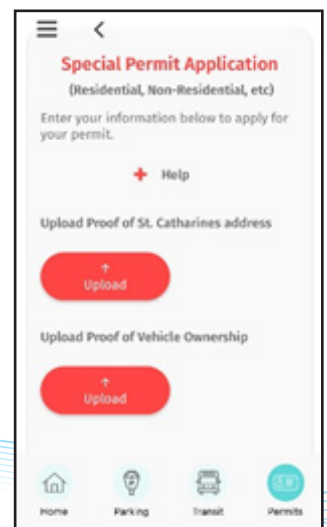 Special Permit Application
(Residential, Non-Residential, etc)
Enter your information below to apply for
your permit.
+ Help
Upload Proof of St. Catharines address
↑
Upload
Upload Proof of Vehicle Ownership
↑
Upload
Home Parking Transit Permits